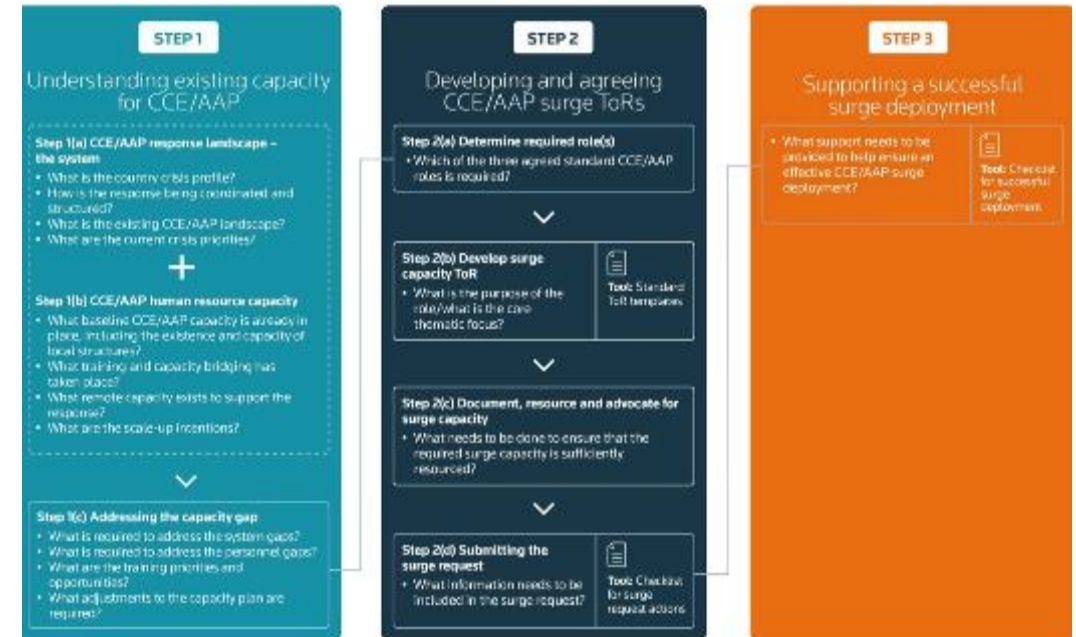 STEP 1
Understanding existing capacity
for CCE/AAP
Step 1(a) CCE/AAP response landscape –
the system
• What is the country crisis profile?
• How is the response being coordinated and
structured?
• What is the existing CCE/AAP landscape?
• What are the current crisis priorities?
+
Step 1(b) CCE/AAP human resource capacity
• What baseline CCE/AAP capacity is already in
place, including the existence and capacity of
local structures?
• What training and capacity bridging has
taken place?
• What remote capacity exists to support the
response?
• What are the scale-up intentions?
Step 1(c) Addressing the capacity gap
• What is required to address the system gaps?
• What is required to address the personnel gaps?
• What are the training priorities and
opportunities?
• What adjustments to the capacity plan are
required?
STEP 2
Developing and agreeing
CCE/AAP surge ToRs
Step 2(a) Determine required role(s)
• Which of the three agreed standard CCE/AAP
roles is required?
Step 2(b) Develop surge
capacity ToR
• What is the purpose of the
role/what is the core
thematic focus?
Tool: Standard
ToR templates
Step 2(c) Document, resource and advocate for
surge capacity
• What needs to be done to ensure that the
required surge capacity is sufficiently
resourced?
Step 2(d) Submitting the
surge request
• What information needs to be
included in the surge request?
Tool: Checklist
for surge
request actions
STEP 3
Supporting a successful
surge deployment
• What support needs to be
provided to help ensure an
effective CCE/AAP surge
deployment?
Tool: Checklist
for successful
surge
deployment